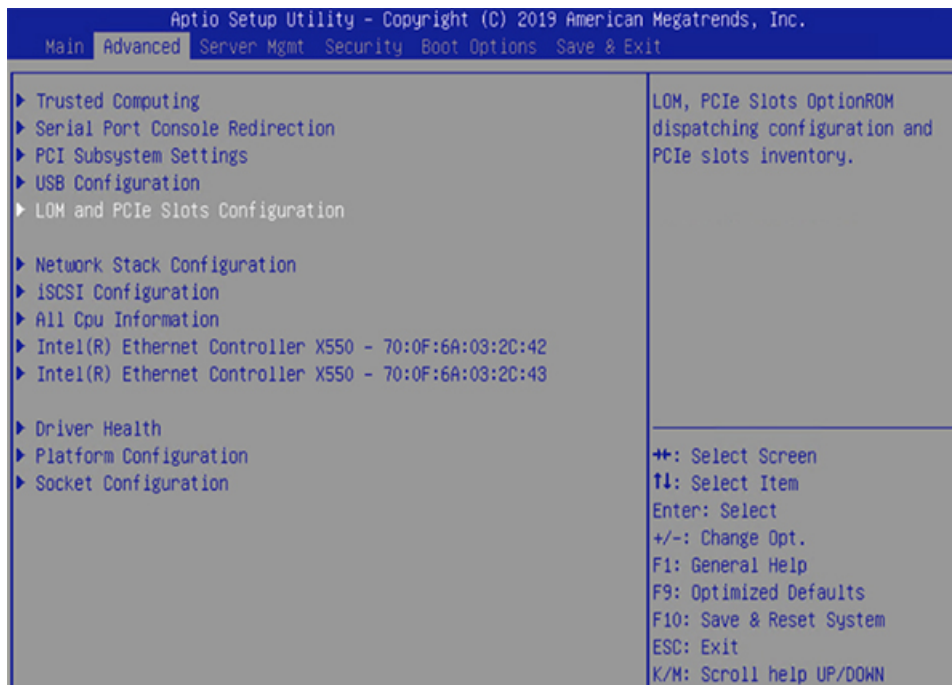 Aptio Setup Utility – Copyright (C) 2019 American Megatrends, Inc.
Main Advanced Server Mgmt Security Boot Options Save & Exit
Trusted Computing
Serial Port Console Redirection
PCI Subsystem Settings
USB Configuration
LOM and PCIe Slots Configuration
Network Stack Configuration
iSCSI Configuration
All Cpu Information
Intel(R) Ethernet Controller X550 – 70:0F:6A:03:2C:42
Intel(R) Ethernet Controller X550 – 70:0F:6A:03:2C:43
Driver Health
Platform Configuration
Socket Configuration
LOM, PCIe Slots OptionROM
dispatching configuration and
PCIe slots inventory.
→←: Select Screen
↑↓: Select Item
Enter: Select
+/-: Change Opt.
F1: General Help
F9: Optimized Defaults
F10: Save & Reset System
ESC: Exit
K/M: Scroll help UP/DOWN